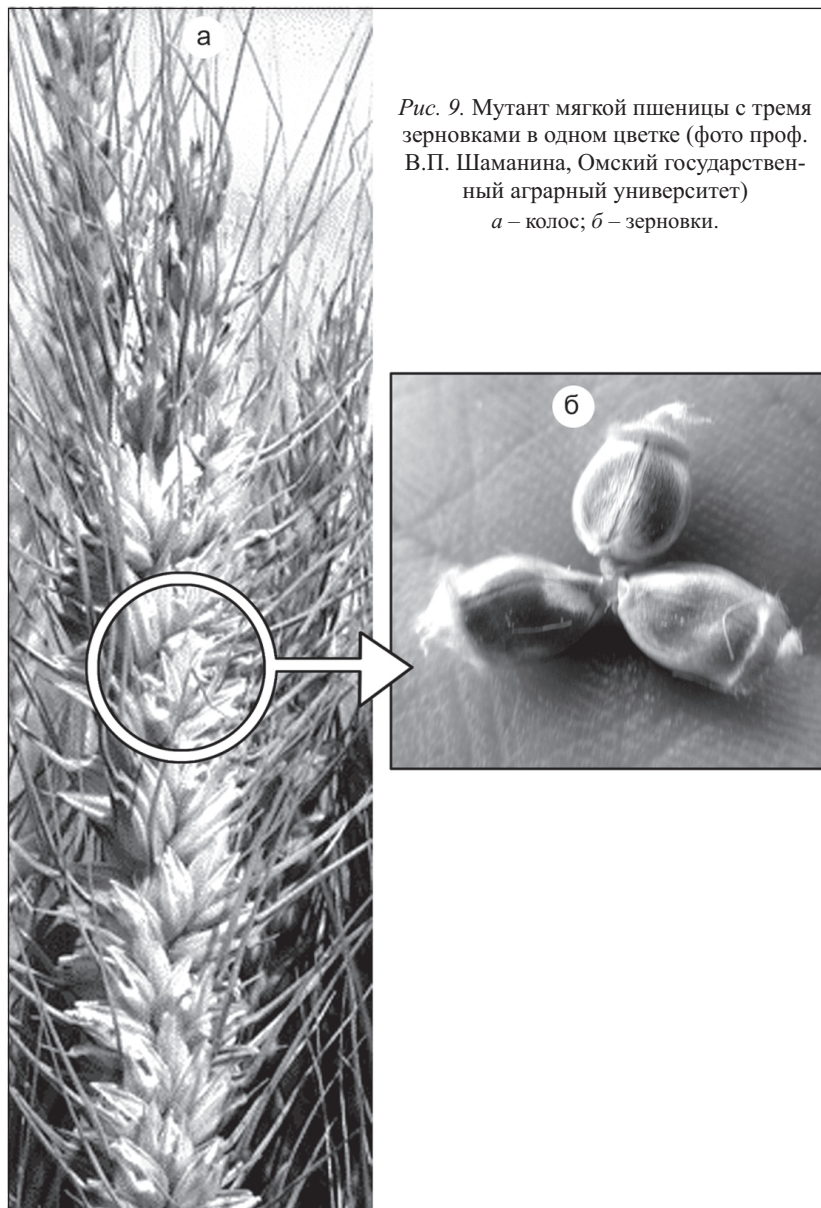 а
Рис. 9. Мутант мягкой пшеницы с тремя
зерновками в одном цветке (фото проф.
В.П. Шаманина, Омский государствен-
ный аграрный университет)
а – колос; б – зерновки.
б